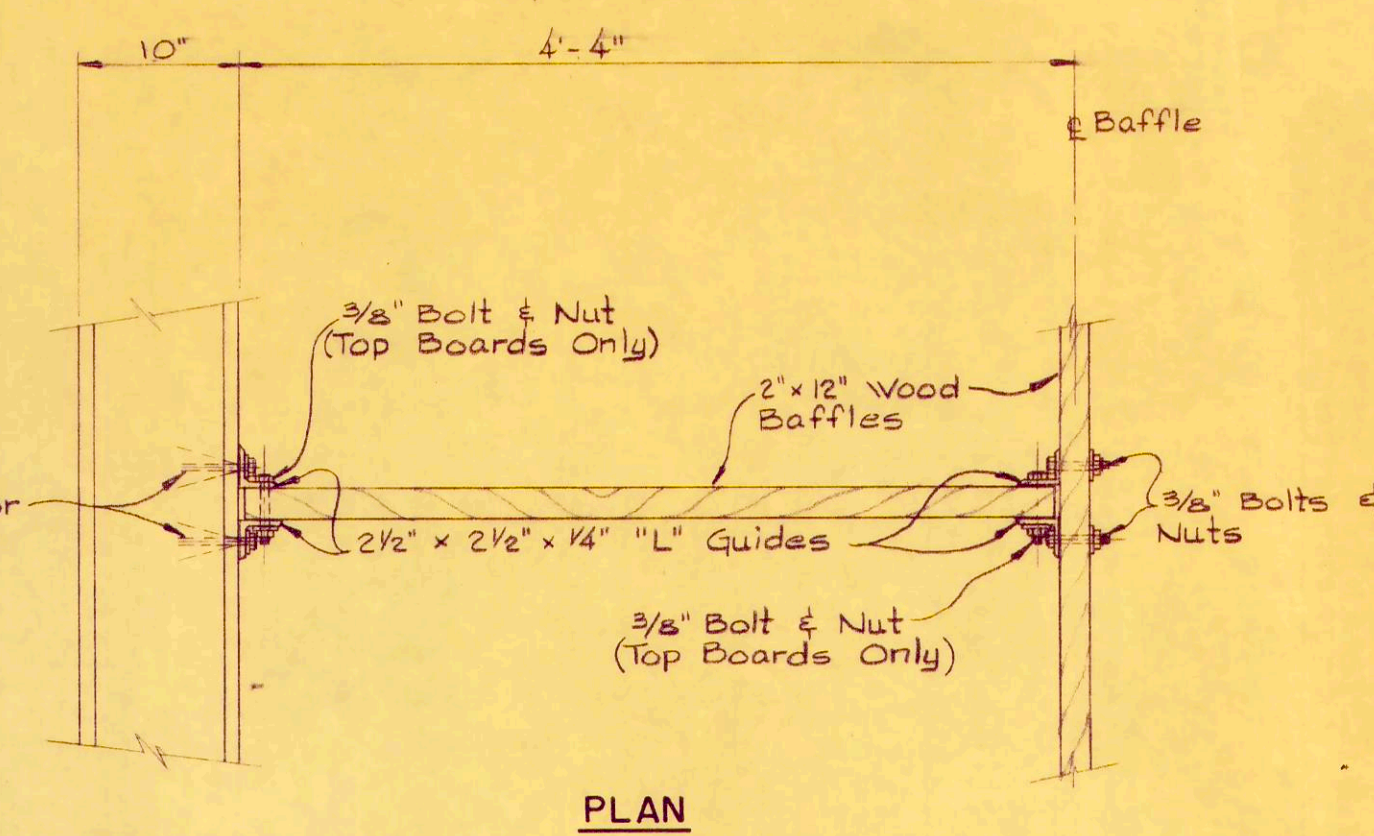 10"
4'-4"
℄ Baffle
3/8" Bolt & Nut
(Top Boards Only)
2" x 12" Wood
Baffles
or
3/8" Bolts &
Nuts
2 1/2" x 2 1/2" x 1/4" "L" Guides
3/8" Bolt & Nut
(Top Boards Only)
PLAN